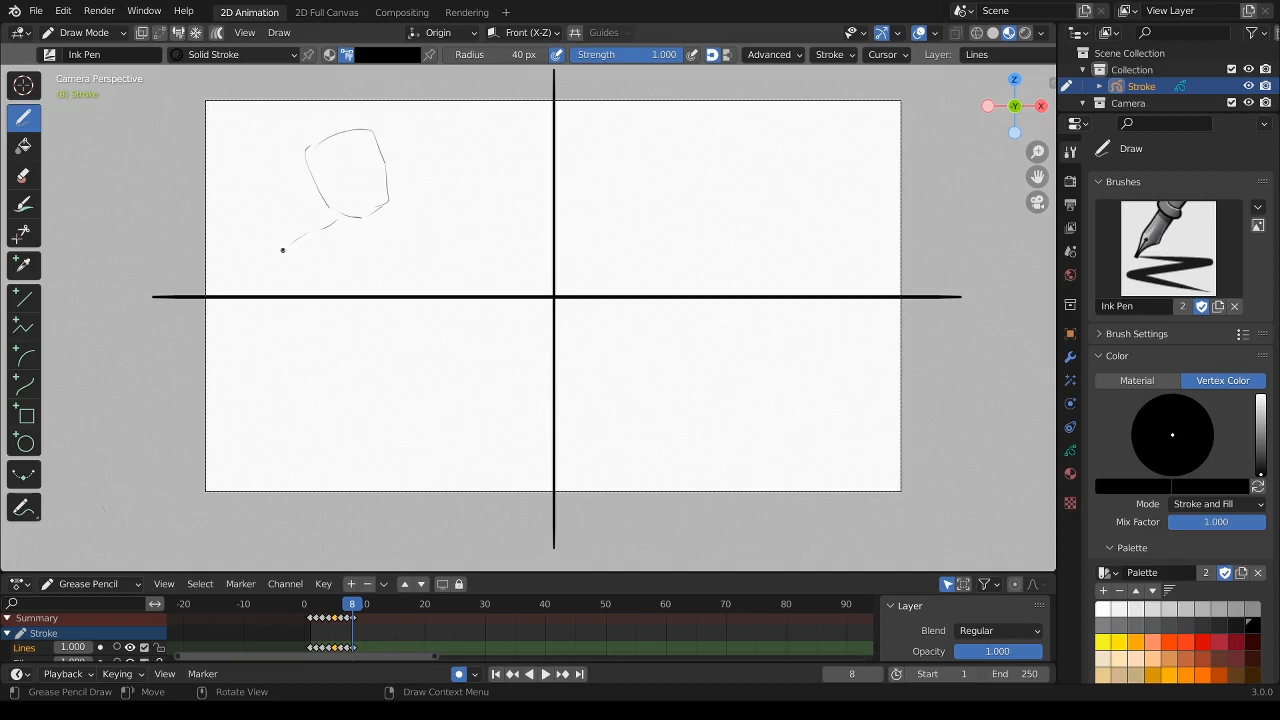 File Edit Render Window Help 2D Animation 2D Full Canvas Compositing Rendering + Scene View Layer
Draw Mode View Draw Origin Front (X-Z) Guides
Ink Pen Solid Stroke Radius 40 px Strength 1.000 Advanced Stroke Cursor Layer: Lines
Camera Perspective
(8) Stroke
Z
-Y X
Scene Collection
Collection
Stroke
Camera
Draw
Brushes
Ink Pen 2
Brush Settings
Color
Material Vertex Color
Mode Stroke and Fill
Mix Factor 1.000
Palette
Palette 2
Grease Pencil View Select Marker Channel Key
-20 -10 0 8 10 20 30 40 50 60 70 80 90
Summary
Stroke
Lines 1.000
Layer
Blend Regular
Opacity 1.000
Playback Keying View Marker 8 Start 1 End 250
Grease Pencil Draw Move Rotate View Draw Context Menu 3.0.0